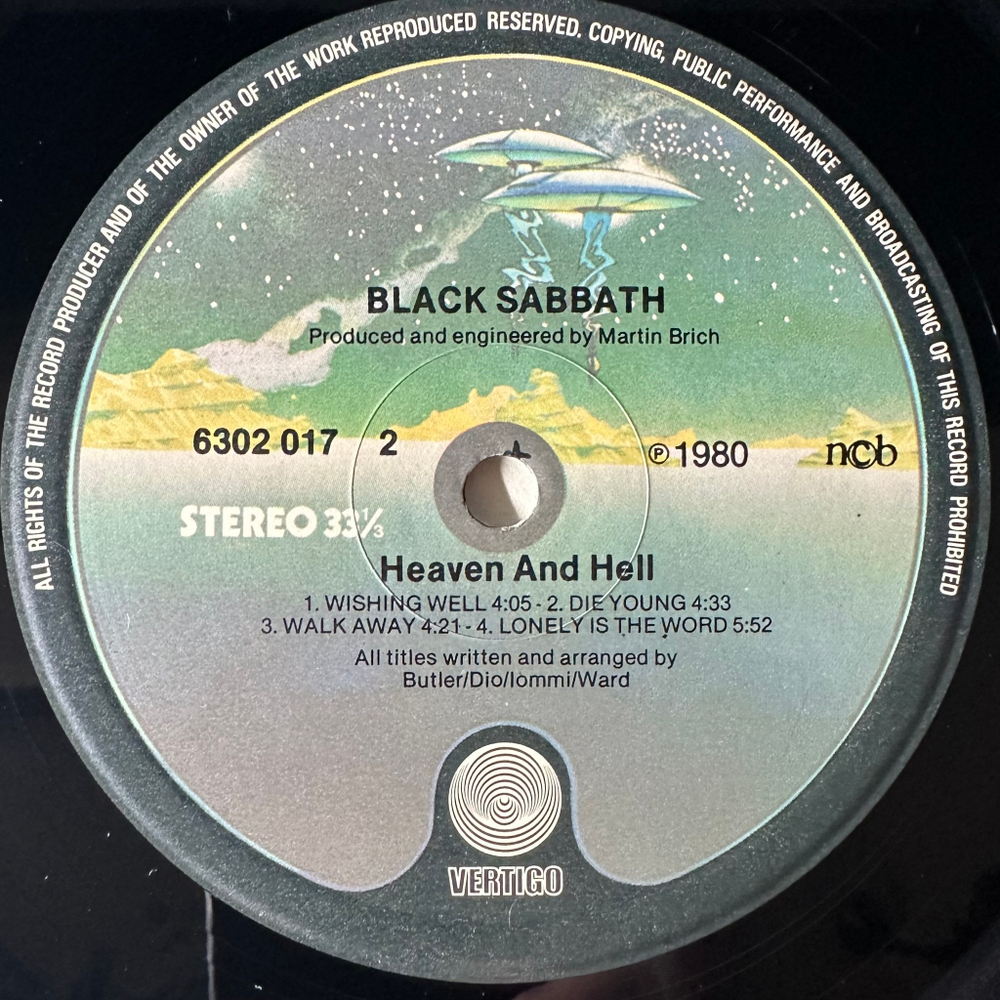 ALL RIGHTS OF THE RECORD PRODUCER AND OF THE OWNER OF THE WORK REPRODUCED RESERVED. COPYING, PUBLIC PERFORMANCE AND BROADCASTING OF THIS RECORD PROHIBITED
BLACK SABBATH
Produced and engineered by Martin Brich
6302 017 2 ℗ 1980 ncb
STEREO 33⅓
Heaven And Hell
1. WISHING WELL 4:05 - 2. DIE YOUNG 4:33
3. WALK AWAY 4:21 - 4. LONELY IS THE WORD 5:52
All titles written and arranged by
Butler/Dio/Iommi/Ward
VERTIGO